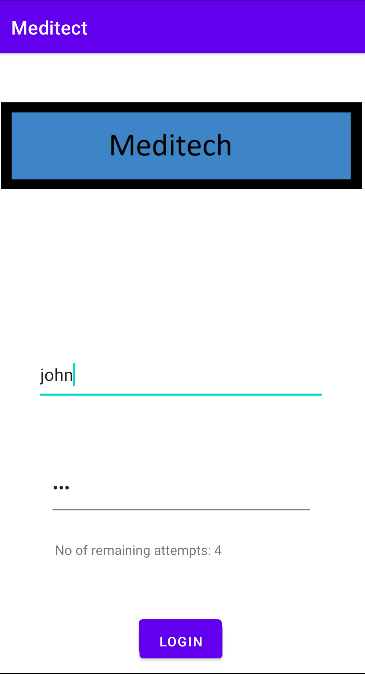 Meditect
Meditech
john
•••
No of remaining attempts: 4
LOGIN